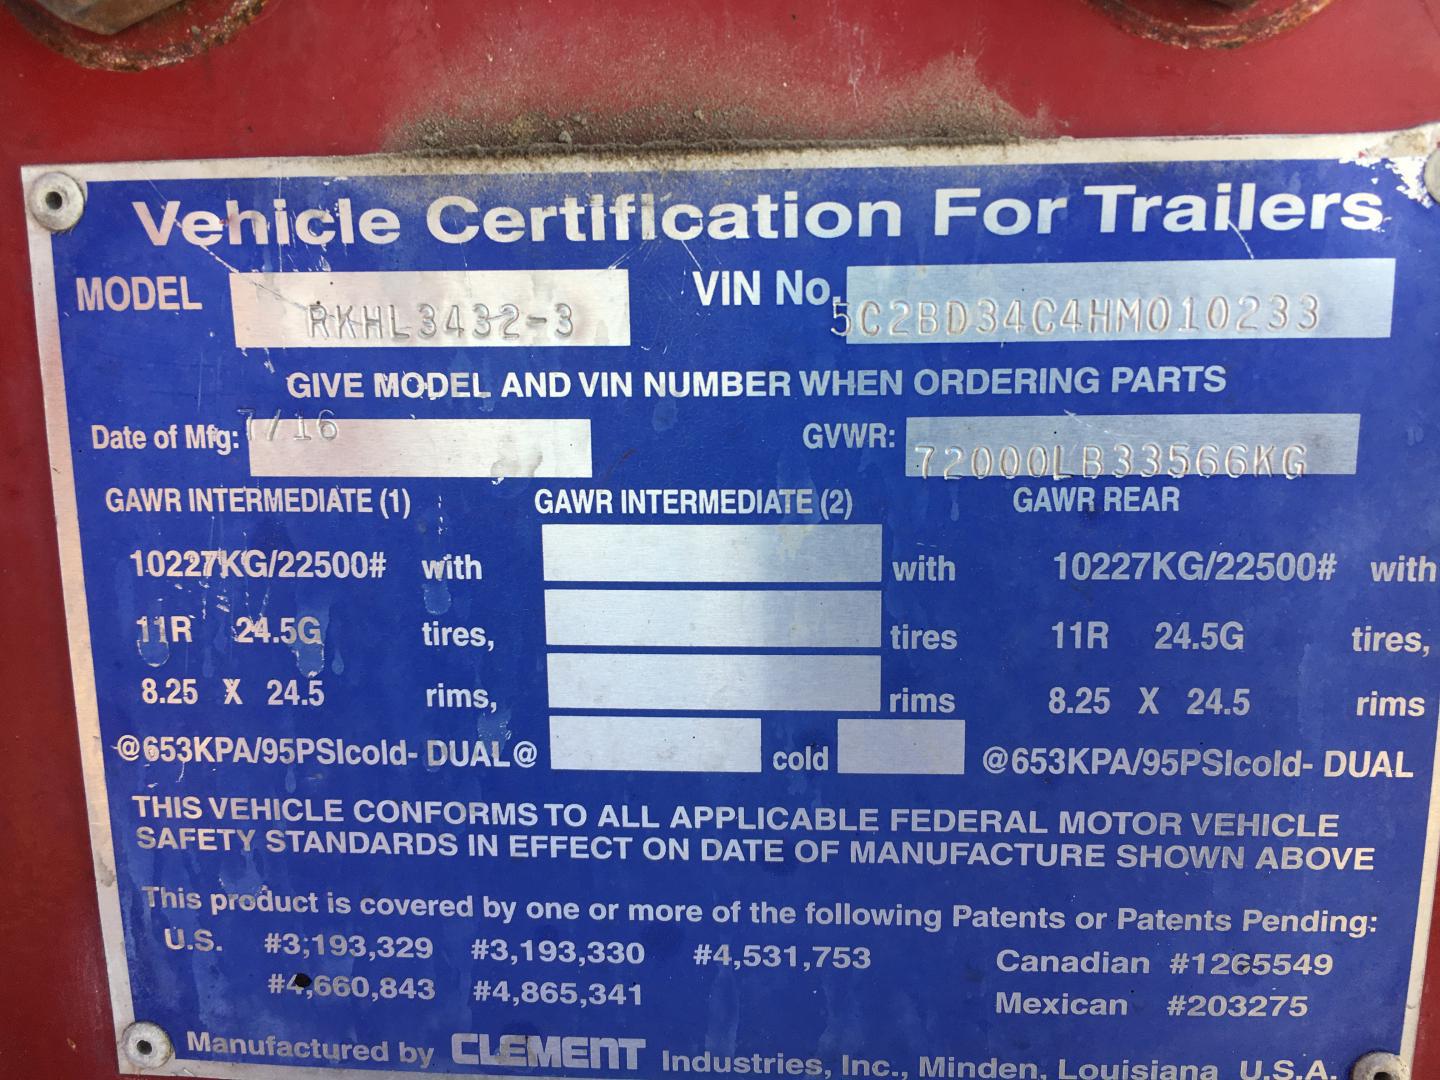 Vehicle Certification For Trailers
MODEL RKHL3432-3 VIN No. 5C2BD34C4HM010233
GIVE MODEL AND VIN NUMBER WHEN ORDERING PARTS
Date of Mfg: 7/16 GVWR: 72000LB33566KG
GAWR INTERMEDIATE (1) GAWR INTERMEDIATE (2) GAWR REAR
10227KG/22500# with with 10227KG/22500# with
11R 24.5G tires, tires 11R 24.5G tires,
8.25 X 24.5 rims, rims 8.25 X 24.5 rims
@653KPA/95PSIcold- DUAL@ cold @653KPA/95PSIcold- DUAL
THIS VEHICLE CONFORMS TO ALL APPLICABLE FEDERAL MOTOR VEHICLE
SAFETY STANDARDS IN EFFECT ON DATE OF MANUFACTURE SHOWN ABOVE
This product is covered by one or more of the following Patents or Patents Pending:
U.S. #3,193,329 #3,193,330 #4,531,753 Canadian #1265549
#4,660,843 #4,865,341 Mexican #203275
Manufactured by CLEMENT Industries, Inc., Minden, Louisiana U.S.A.